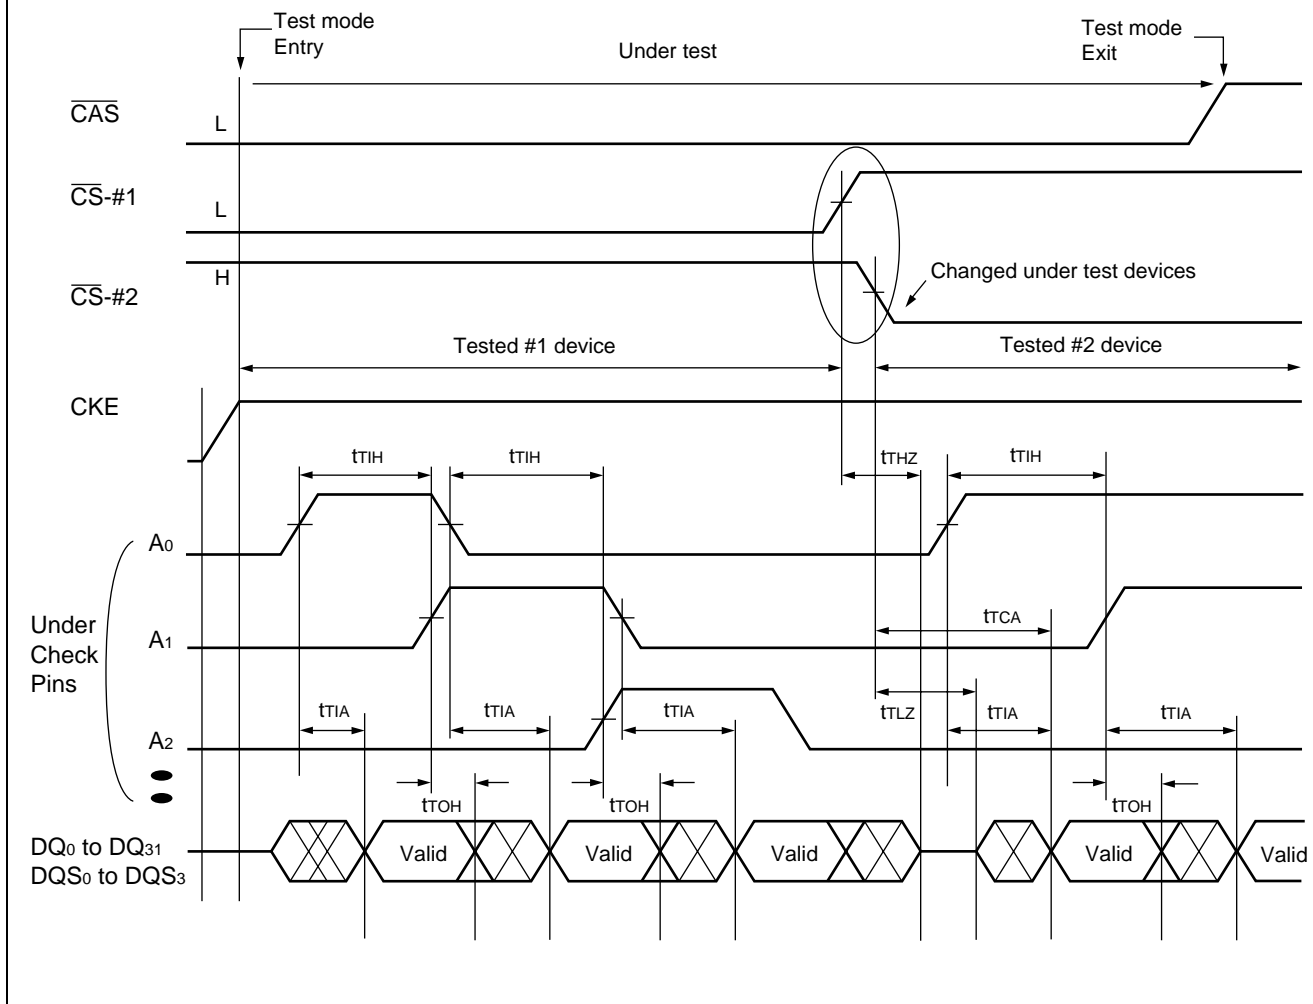 Test mode
Entry
Under test
Test mode
Exit
CAS
L
CS-#1
L
CS-#2
H
Changed under test devices
Tested #1 device
Tested #2 device
CKE
tTIH
tTIH
tTHZ
tTIH
A0
Under
Check
Pins
A1
tTCA
A2
tTIA
tTIA
tTIA
tTLZ
tTIA
tTIA
tTOH
tTOH
tTOH
DQ0 to DQ31
DQS0 to DQS3
Valid
Valid
Valid
Valid
Valid